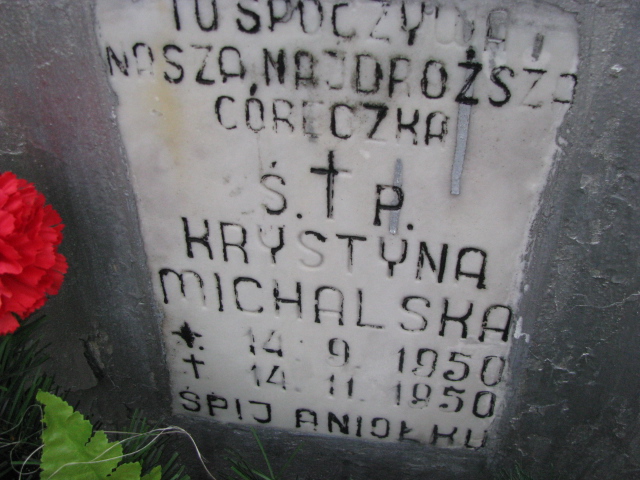 TU SPOCZYWA
NASZA NAJDROŻSZA
CÓRECZKA
Ś. † P.
KRYSTYNA
MICHALSKA
* 14 9 1950
† 14. 11. 1950
ŚPIJ ANIOŁKU